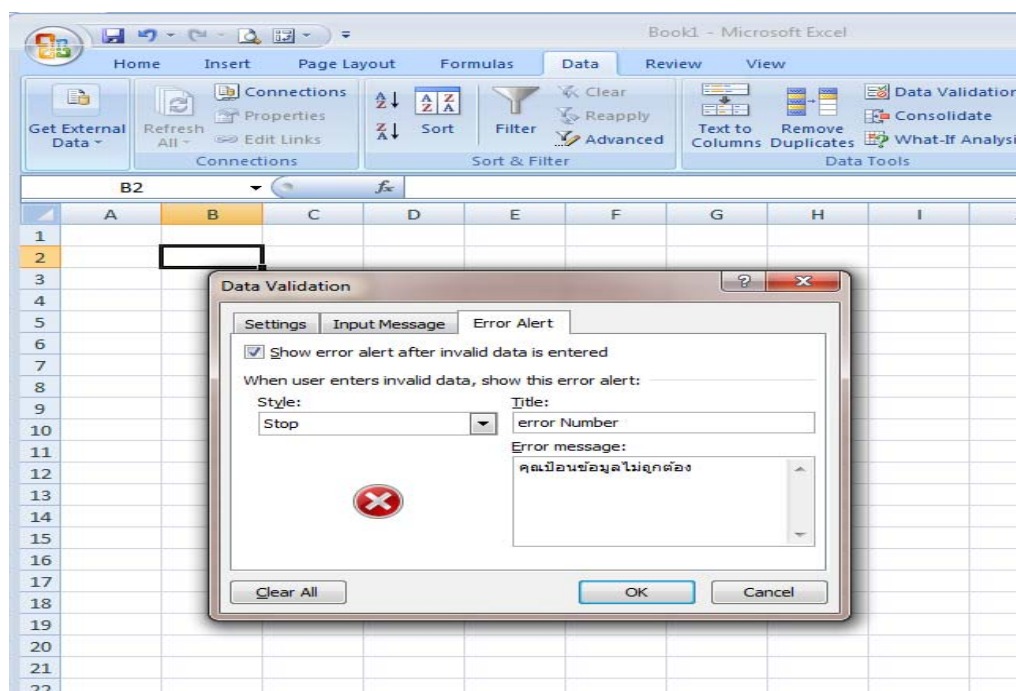 Book1 - Microsoft Excel
Home Insert Page Layout Formulas Data Review View
Get External Data
Refresh All
Connections
Properties
Edit Links
Connections
Sort
Filter
Clear
Reapply
Advanced
Sort & Filter
Text to Columns
Remove Duplicates
Data Validation
Consolidate
What-If Analysi
Data Tools
B2 fx
A B C D E F G H I
1
2
3
4
5
6
7
8
9
10
11
12
13
14
15
16
17
18
19
20
21
22
Data Validation
Settings Input Message Error Alert
Show error alert after invalid data is entered
When user enters invalid data, show this error alert:
Style: Title:
Stop error Number
Error message:
คุณป้อนข้อมูลไม่ถูกต้อง
Clear All OK Cancel